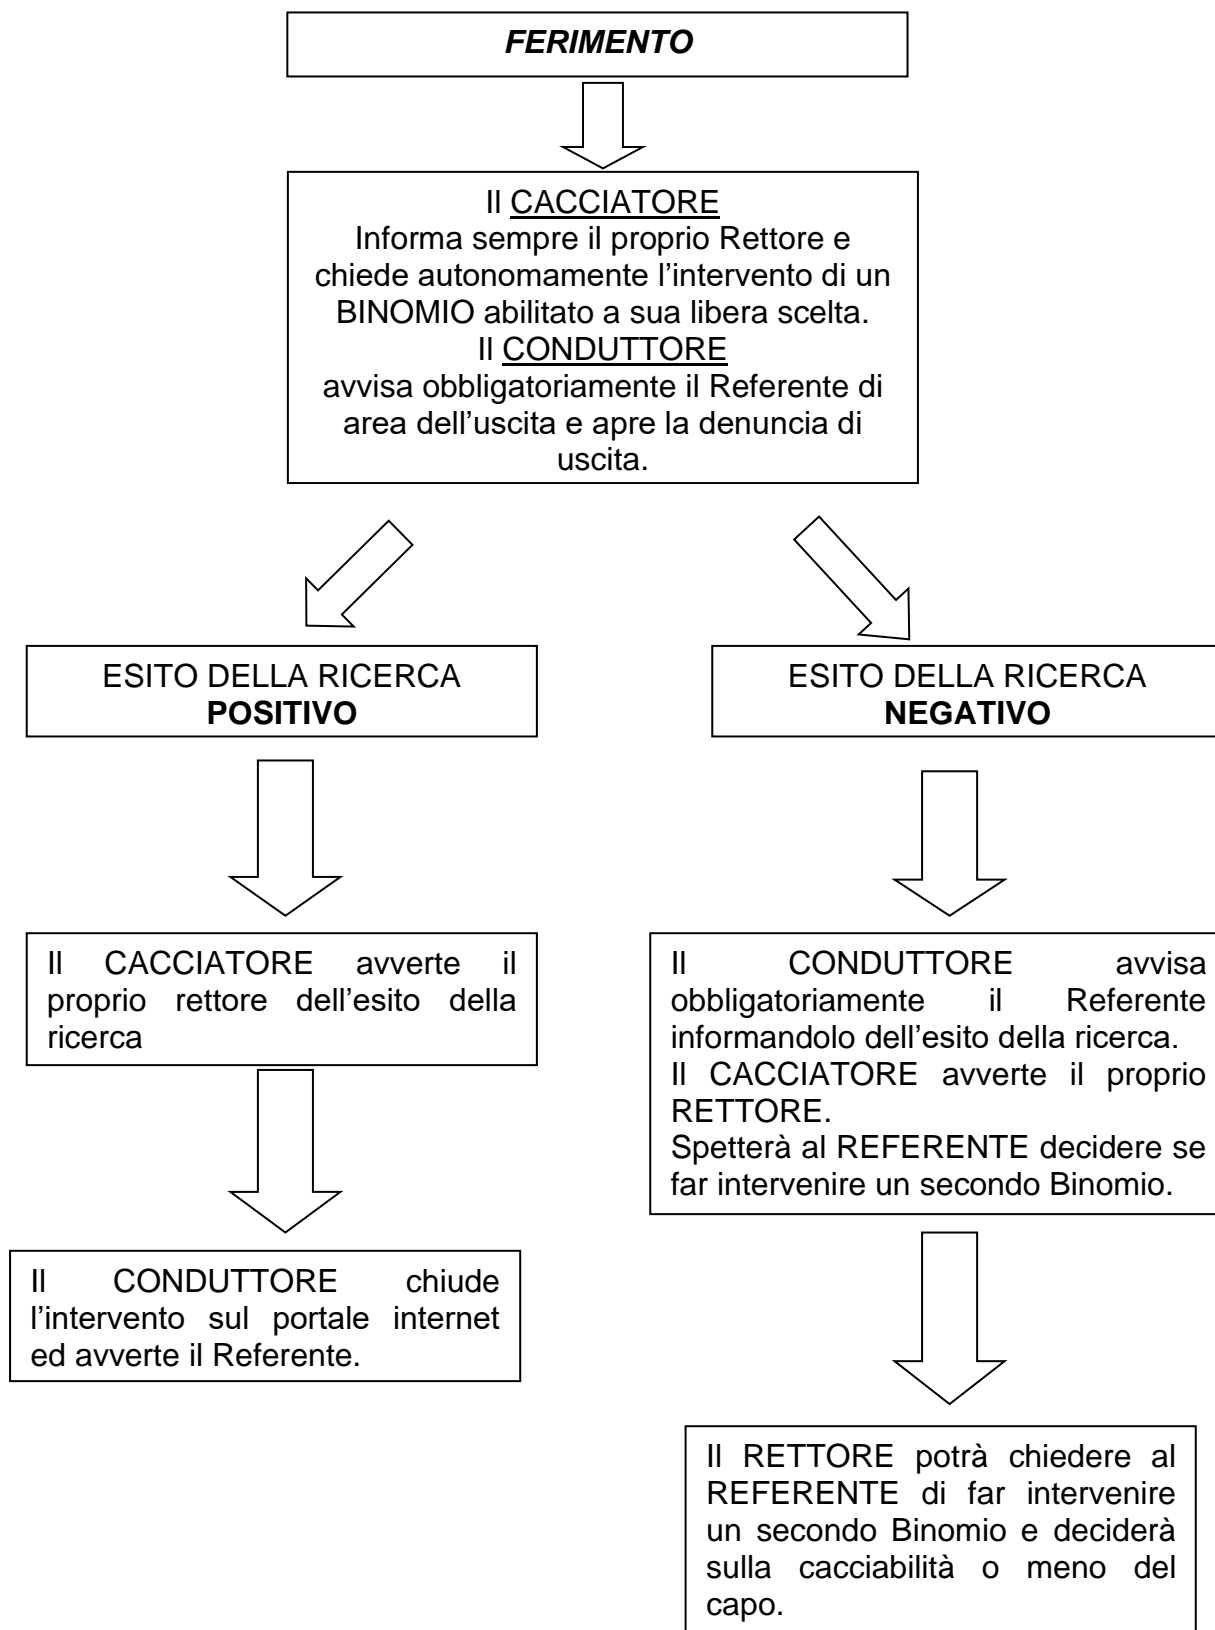 FERIMENTO
Il CACCIATORE
Informa sempre il proprio Rettore e
chiede autonomamente l’intervento di un
BINOMIO abilitato a sua libera scelta.
Il CONDUTTORE
avvisa obbligatoriamente il Referente di
area dell’uscita e apre la denuncia di
uscita.
ESITO DELLA RICERCA
POSITIVO
ESITO DELLA RICERCA
NEGATIVO
Il CACCIATORE avverte il
proprio rettore dell’esito della
ricerca
Il CONDUTTORE avvisa
obbligatoriamente il Referente
informandolo dell’esito della ricerca.
Il CACCIATORE avverte il proprio
RETTORE.
Spetterà al REFERENTE decidere se
far intervenire un secondo Binomio.
Il CONDUTTORE chiude
l’intervento sul portale internet
ed avverte il Referente.
Il RETTORE potrà chiedere al
REFERENTE di far intervenire
un secondo Binomio e deciderà
sulla cacciabilità o meno del
capo.